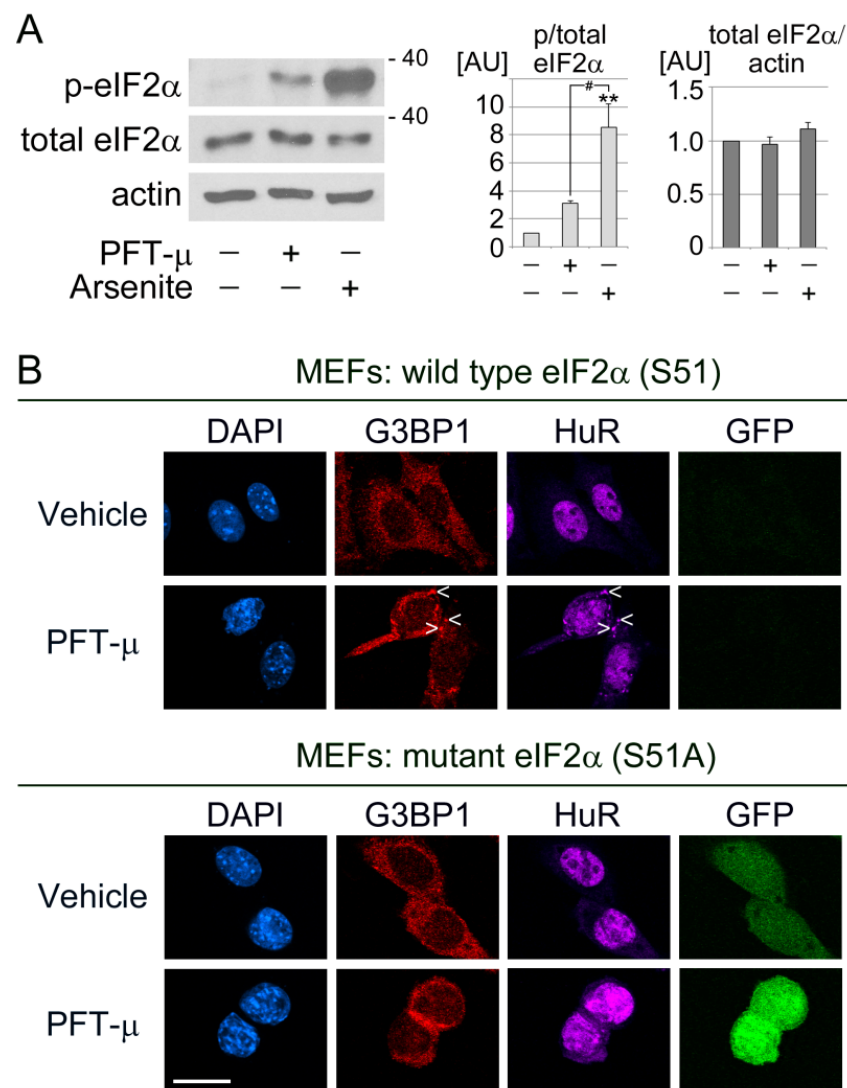 A
p-eIF2α
- 40
- 40
total eIF2α
actin
PFT-μ − + −
Arsenite − − +
p/total
eIF2α
[AU]
10
8
6
4
2
0
#
**
− + −
− − +
total eIF2α/
actin
[AU]
1.5
1.0
0.5
0
− + −
− − +
B
MEFs: wild type eIF2α (S51)
DAPI G3BP1 HuR GFP
Vehicle
PFT-μ
< < >
< < >
MEFs: mutant eIF2α (S51A)
DAPI G3BP1 HuR GFP
Vehicle
PFT-μ